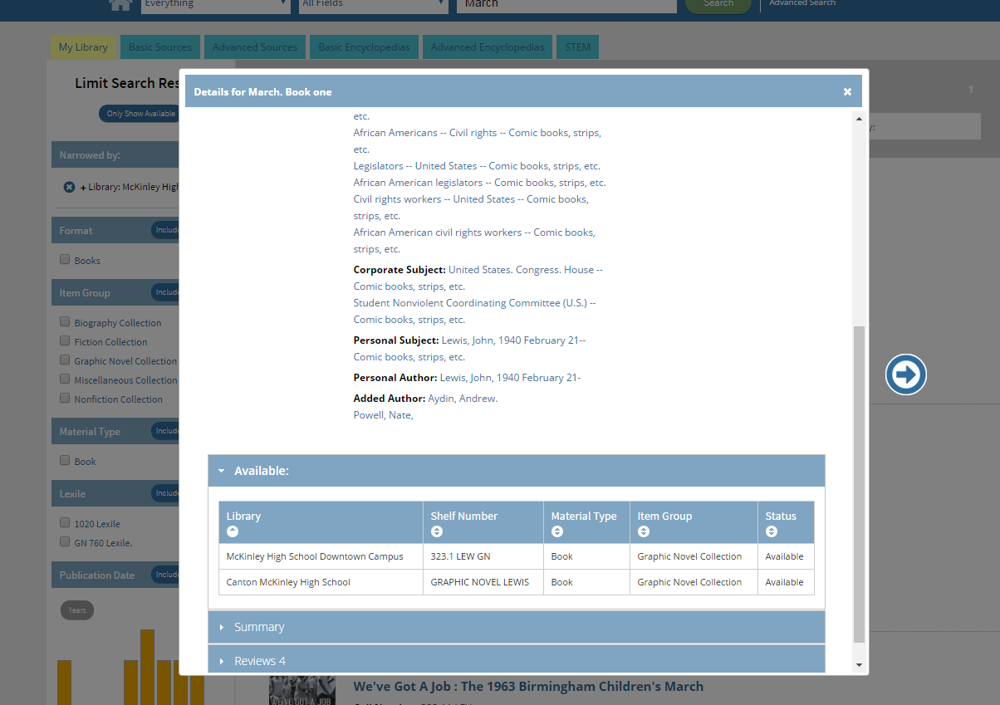 Everything
All Fields
March
Search
Advanced Search
My Library
Basic Sources
Advanced Sources
Basic Encyclopedias
Advanced Encyclopedias
STEM
Limit Search Res
Only Show Available
Narrowed by:
+ Library: McKinley High
Format
Include
Books
Item Group
Include
Biography Collection
Fiction Collection
Graphic Novel Collection
Miscellaneous Collection
Nonfiction Collection
Material Type
Include
Book
Lexile
Include
1020 Lexile
GN 760 Lexile.
Publication Date
Include
Years
1
y:
Details for March. Book one
etc.
African Americans -- Civil rights -- Comic books, strips,
etc.
Legislators -- United States -- Comic books, strips, etc.
African American legislators -- Comic books, strips, etc.
Civil rights workers -- United States -- Comic books,
strips, etc.
African American civil rights workers -- Comic books,
strips, etc.
Corporate Subject: United States. Congress. House --
Comic books, strips, etc.
Student Nonviolent Coordinating Committee (U.S.) --
Comic books, strips, etc.
Personal Subject: Lewis, John, 1940 February 21--
Comic books, strips, etc.
Personal Author: Lewis, John, 1940 February 21-
Added Author: Aydin, Andrew.
Powell, Nate,
Available:
Library Shelf Number Material Type Item Group Status
McKinley High School Downtown Campus 323.1 LEW GN Book Graphic Novel Collection Available
Canton McKinley High School GRAPHIC NOVEL LEWIS Book Graphic Novel Collection Available
Summary
Reviews 4
We've Got A Job : The 1963 Birmingham Children's March
WE'VE GOT A JOB